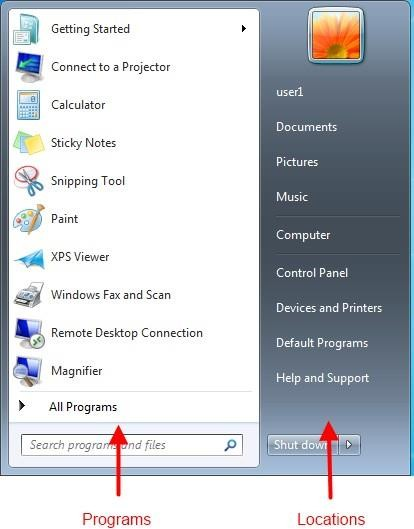 Getting Started
Connect to a Projector
Calculator
Sticky Notes
Snipping Tool
Paint
XPS Viewer
Windows Fax and Scan
Remote Desktop Connection
Magnifier
All Programs
Search programs and files
user1
Documents
Pictures
Music
Computer
Control Panel
Devices and Printers
Default Programs
Help and Support
Shut down
Programs
Locations